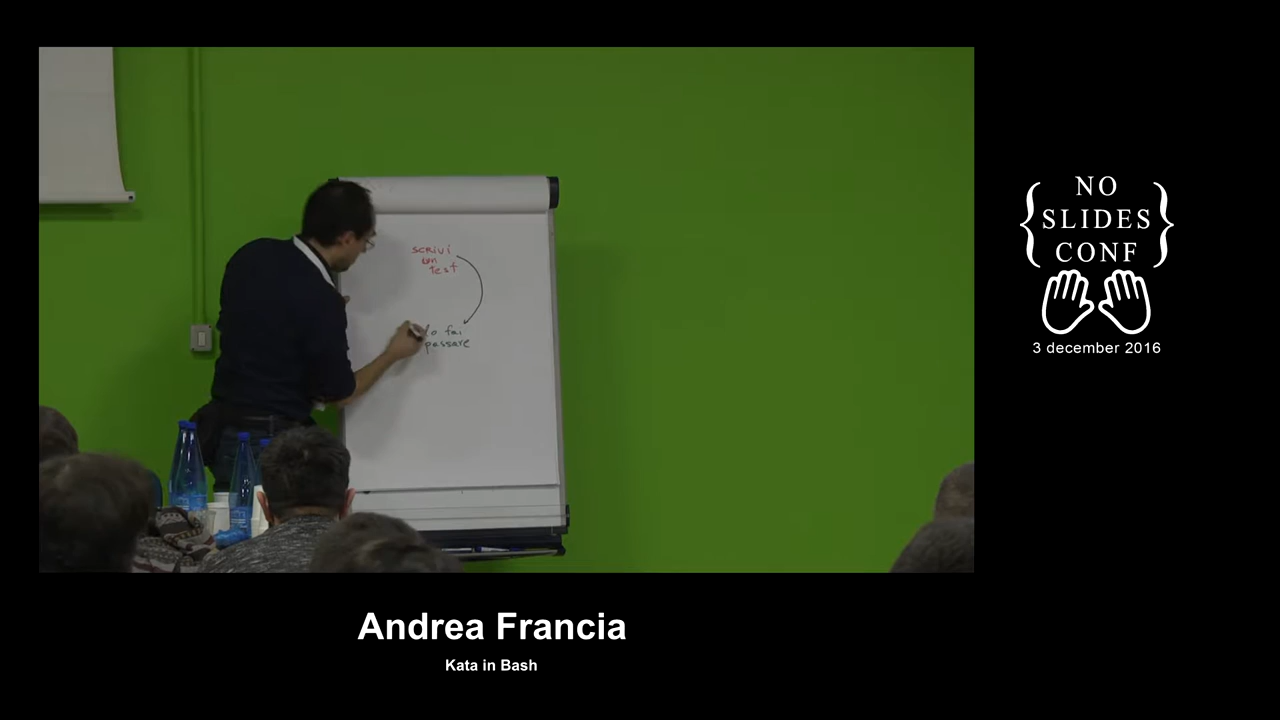 scrivi
un
test
lo fai
passare
NO
SLIDES
CONF
3 december 2016
Andrea Francia
Kata in Bash